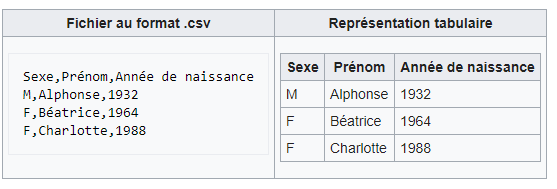 Fichier au format .csv
Représentation tabulaire
Sexe,Prénom,Année de naissance
M,Alphonse,1932
F,Béatrice,1964
F,Charlotte,1988
Sexe Prénom Année de naissance
M Alphonse 1932
F Béatrice 1964
F Charlotte 1988